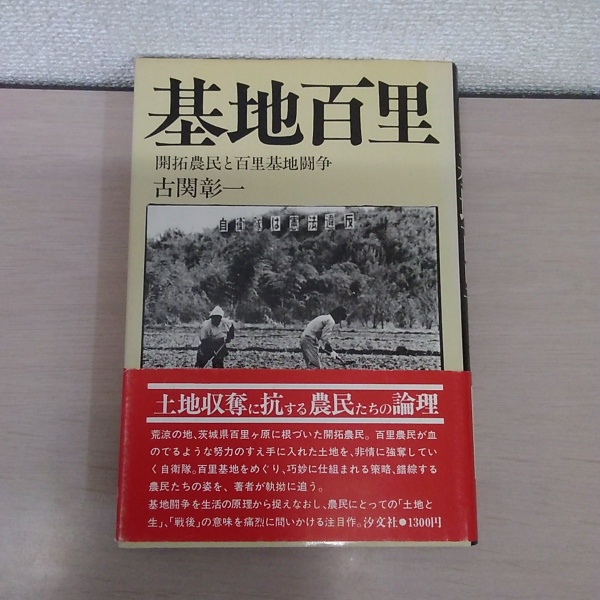 基地百里
開拓農民と百里基地闘争
古関彰一
自衛隊は憲法違反
土地収奪に抗する農民たちの論理
荒涼の地、茨城県百里ヶ原に根づいた開拓農民。百里農民が血
のでるような努力のすえ手に入れた土地を、非情に強奪してい
く自衛隊。百里基地をめぐり、巧妙に仕組まれる策略、錯綜する
農民たちの姿を、著者が執拗に追う。
基地闘争を生活の原理から捉えなおし、農民にとっての「土地と
生」、「戦後」の意味を痛烈に問いかける注目作。汐文社●1300円